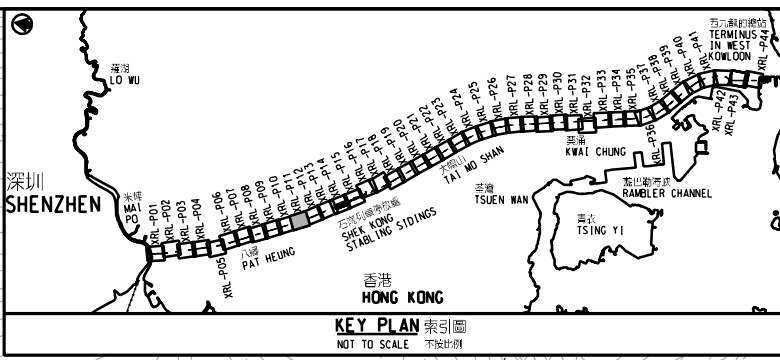 羅湖
LO WU
深圳
SHENZHEN
米埔
MAI
PO
XRL-P01
XRL-P02
XRL-P03
XRL-P04
XRL-P05
XRL-P06
XRL-P07
XRL-P08
XRL-P09
XRL-P10
XRL-P11
XRL-P12
XRL-P13
XRL-P14
XRL-P15
XRL-P16
XRL-P17
XRL-P18
XRL-P19
XRL-P20
XRL-P21
XRL-P22
XRL-P23
XRL-P24
XRL-P25
XRL-P26
XRL-P27
XRL-P28
XRL-P29
XRL-P30
XRL-P31
XRL-P32
XRL-P33
XRL-P34
XRL-P35
XRL-P36
XRL-P37
XRL-P38
XRL-P39
XRL-P40
XRL-P41
XRL-P42
XRL-P43
XRL-P44
西九龍的總站
TERMINUS
IN WEST
KOWLOON
八鄉
PAT HEUNG
石崗列車停放處
SHEK KONG
STABLING SIDINGS
大帽山
TAI MO SHAN
葵涌
KWAI CHUNG
荃灣
TSUEN WAN
藍巴勒海峽
RAMBLER CHANNEL
青衣
TSING YI
香港
HONG KONG
KEY PLAN 索引圖
NOT TO SCALE 不按比例